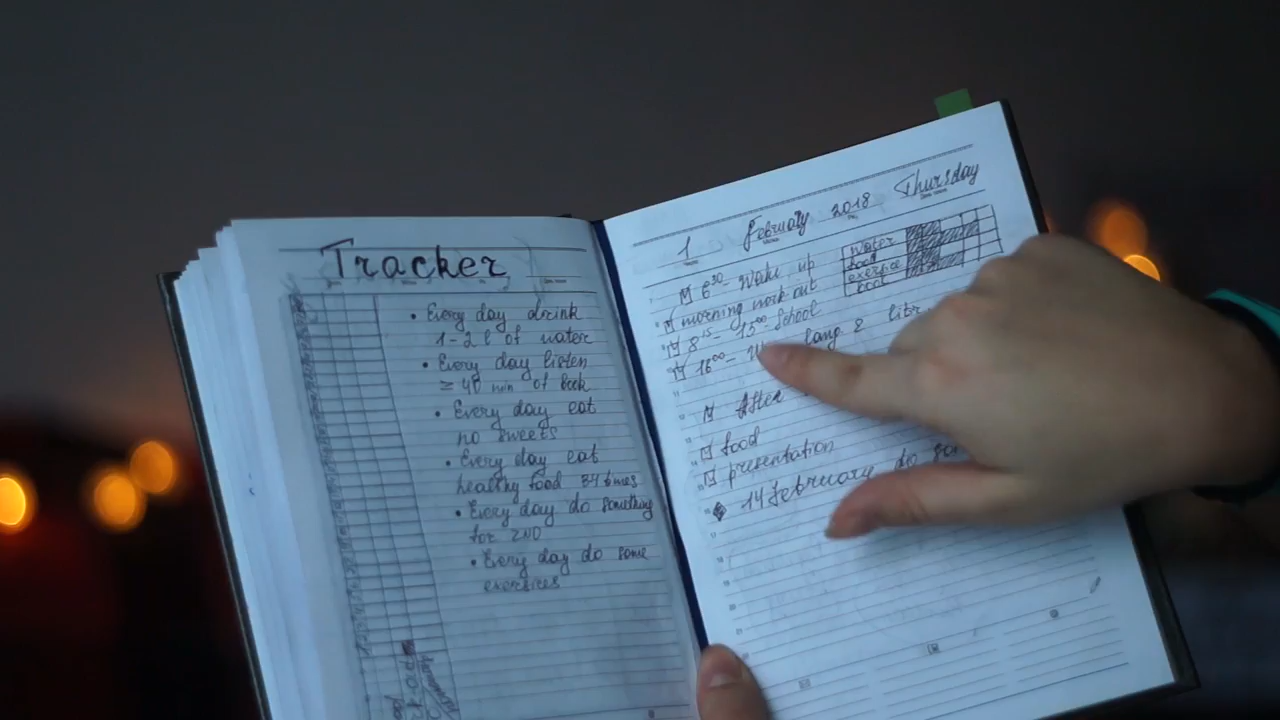 Tracker
• Every day drink
1-2 l of water
• Every day listen
≥ 40 min of book
• Every day eat
no sweets
• Every day eat
healthy food 3-4 times
• Every day do something
for ZNO
• Every day do some
exercises
1 February 2018 Thursday
water
food
book
6³⁰- Wake up
morning work out
8¹⁵ - 15⁰⁰- School
16⁰⁰- lang. &
After
food
presentation
14 february do